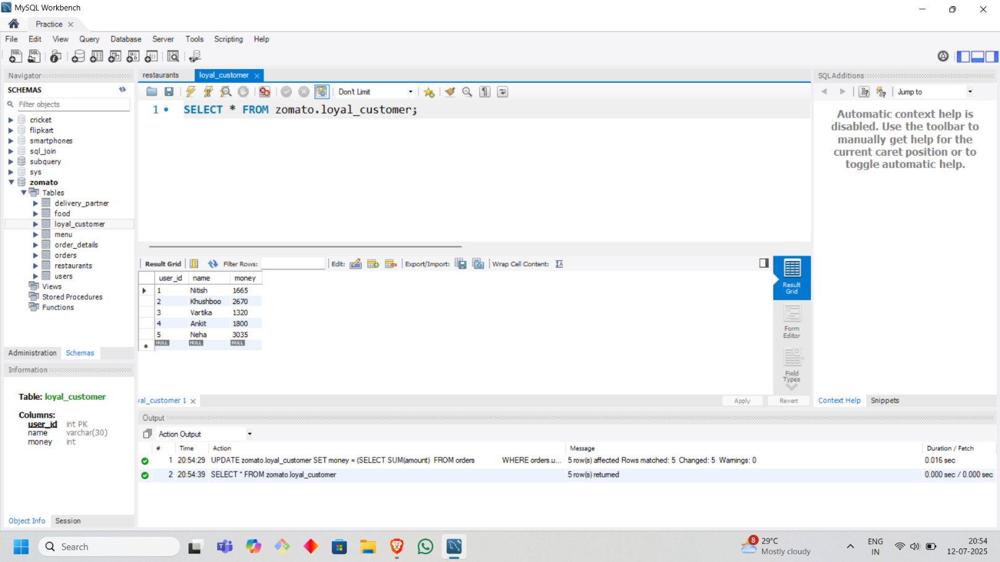 MySQL Workbench
Practice
File Edit View Query Database Server Tools Scripting Help
Navigator
SCHEMAS
Filter objects
cricket
flipkart
smartphones
sql_join
subquery
sys
zomato
Tables
delivery_partner
food
loyal_customer
menu
order_details
orders
restaurants
users
Views
Stored Procedures
Functions
Administration Schemas
Information
Table: loyal_customer
Columns:
user_id int PK
name varchar(30)
money int
Object Info Session
restaurants loyal_customer
Don't Limit
1 SELECT * FROM zomato.loyal_customer;
Result Grid Filter Rows: Edit: Export/Import: Wrap Cell Content:
user_id name money
1 Nitish 1665
2 Khushboo 2670
3 Vartika 1320
4 Ankit 1800
5 Neha 3035
NULL NULL NULL
Result
Grid
Form
Editor
Field
Types
al_customer 1
Apply Revert
Output
Action Output
# Time Action Message Duration / Fetch
1 20:54:29 UPDATE zomato.loyal_customer SET money = (SELECT SUM(amount) FROM orders WHERE orders.u... 5 row(s) affected Rows matched: 5 Changed: 5 Warnings: 0 0.016 sec
2 20:54:39 SELECT * FROM zomato.loyal_customer 5 row(s) returned 0.000 sec / 0.000 sec
SQLAdditions
Jump to
Automatic context help is
disabled. Use the toolbar to
manually get help for the
current caret position or to
toggle automatic help.
Context Help Snippets
Search
8
29°C
Mostly cloudy
ENG
IN
20:54
12-07-2025